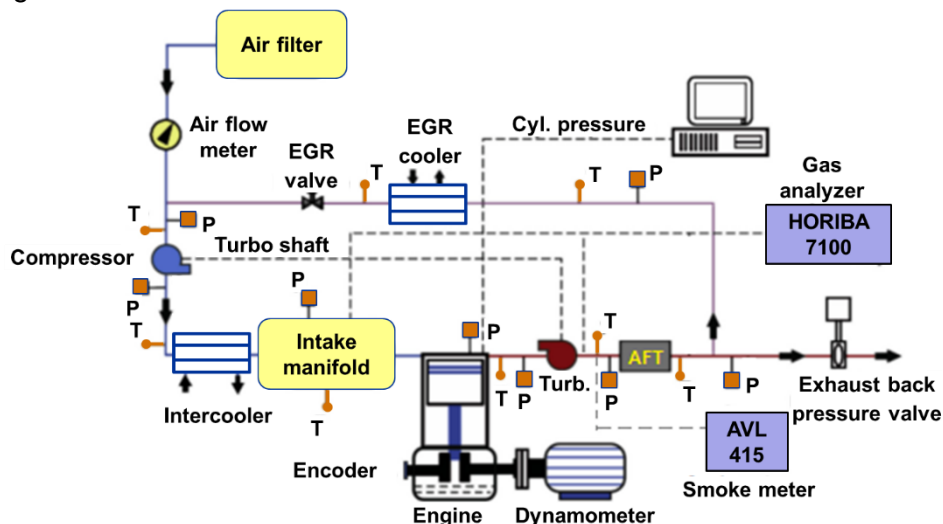 Air filter
Air flow
meter
EGR
valve
EGR
cooler
Cyl. pressure
Gas
analyzer
HORIBA
7100
T
T
P
T
P
Compressor
Turbo shaft
P
T
P
Intake
manifold
T
Intercooler
P
T
P
Turb.
T
P
AFT
T
P
Exhaust back
pressure valve
AVL
415
Smoke meter
Encoder
Engine
Dynamometer